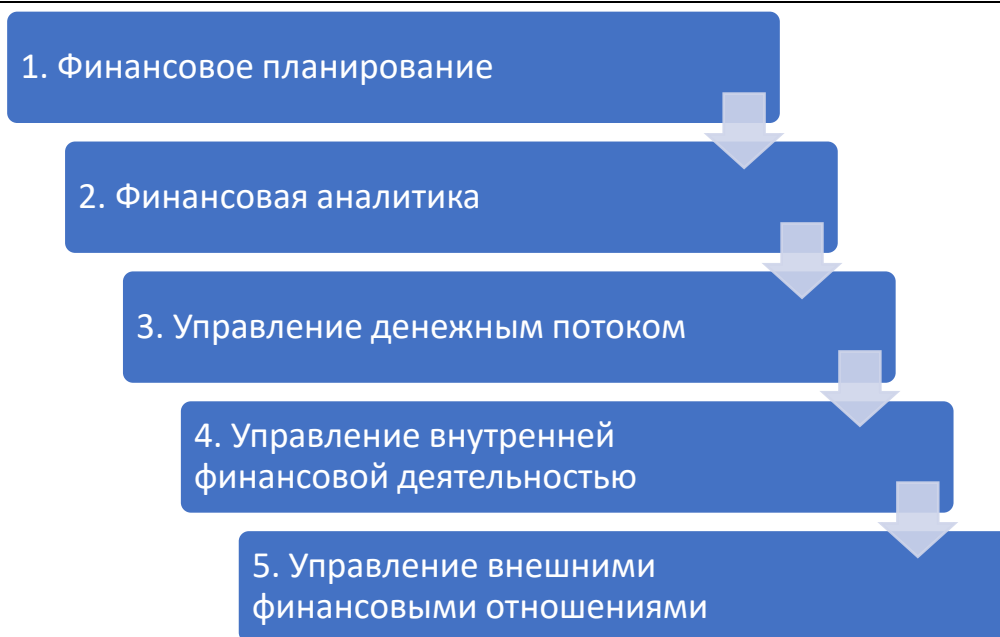 1. Финансовое планирование
2. Финансовая аналитика
3. Управление денежным потоком
4. Управление внутренней
финансовой деятельностью
5. Управление внешними
финансовыми отношениями